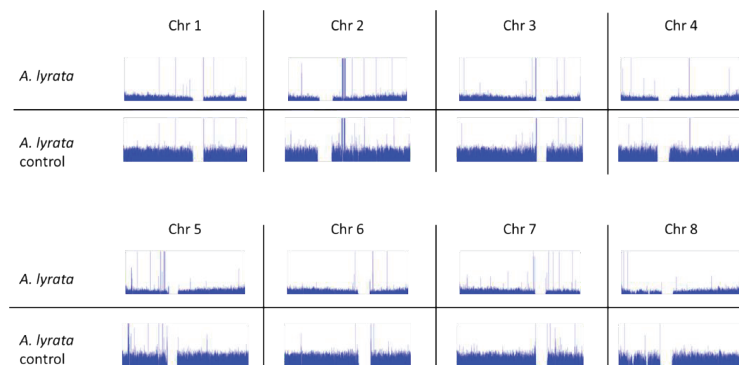 Chr 1 Chr 2 Chr 3 Chr 4
A. lyrata
A. lyrata
control
Chr 5 Chr 6 Chr 7 Chr 8
A. lyrata
A. lyrata
control